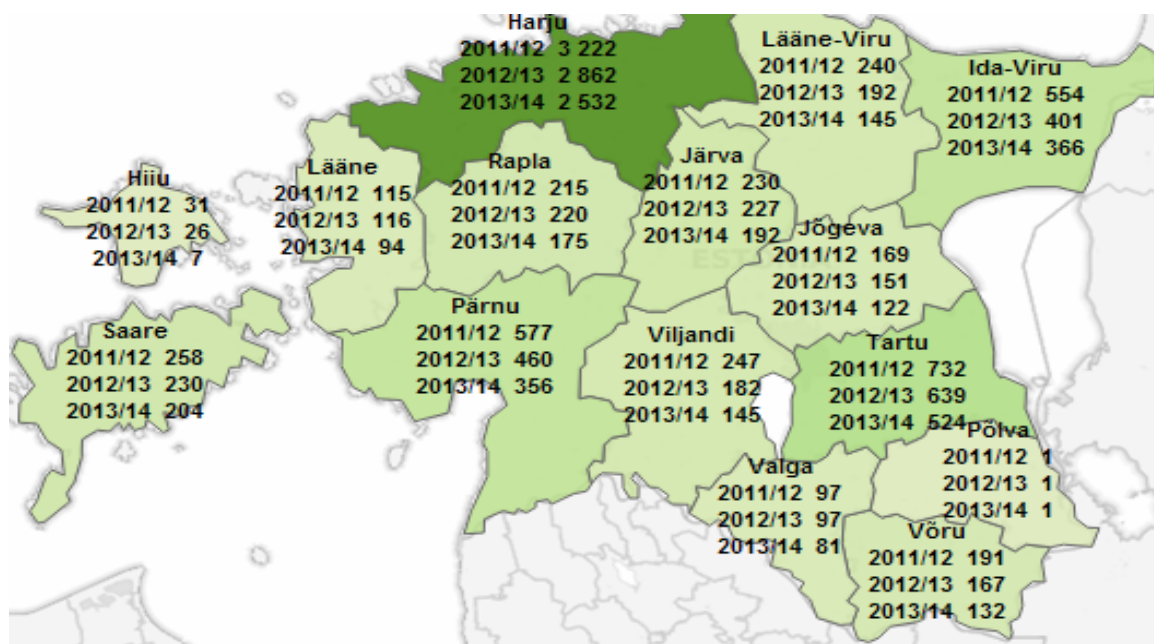 Harju
2011/12 3 222
2012/13 2 862
2013/14 2 532
Lääne-Viru
2011/12 240
2012/13 192
2013/14 145
Ida-Viru
2011/12 554
2012/13 401
2013/14 366
Hiiu
2011/12 31
2012/13 26
2013/14 7
Lääne
2011/12 115
2012/13 116
2013/14 94
Rapla
2011/12 215
2012/13 220
2013/14 175
Järva
2011/12 230
2012/13 227
2013/14 192
Jõgeva
2011/12 169
2012/13 151
2013/14 122
Saare
2011/12 258
2012/13 230
2013/14 204
Pärnu
2011/12 577
2012/13 460
2013/14 356
Viljandi
2011/12 247
2012/13 182
2013/14 145
Tartu
2011/12 732
2012/13 639
2013/14 524
Põlva
2011/12 1
2012/13 1
2013/14 1
Valga
2011/12 97
2012/13 97
2013/14 81
Võru
2011/12 191
2012/13 167
2013/14 132